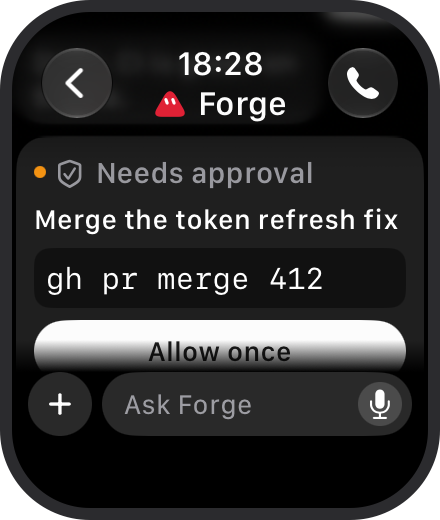 18:28
Forge
Needs approval
Merge the token refresh fix
gh pr merge 412
Allow once
Ask Forge